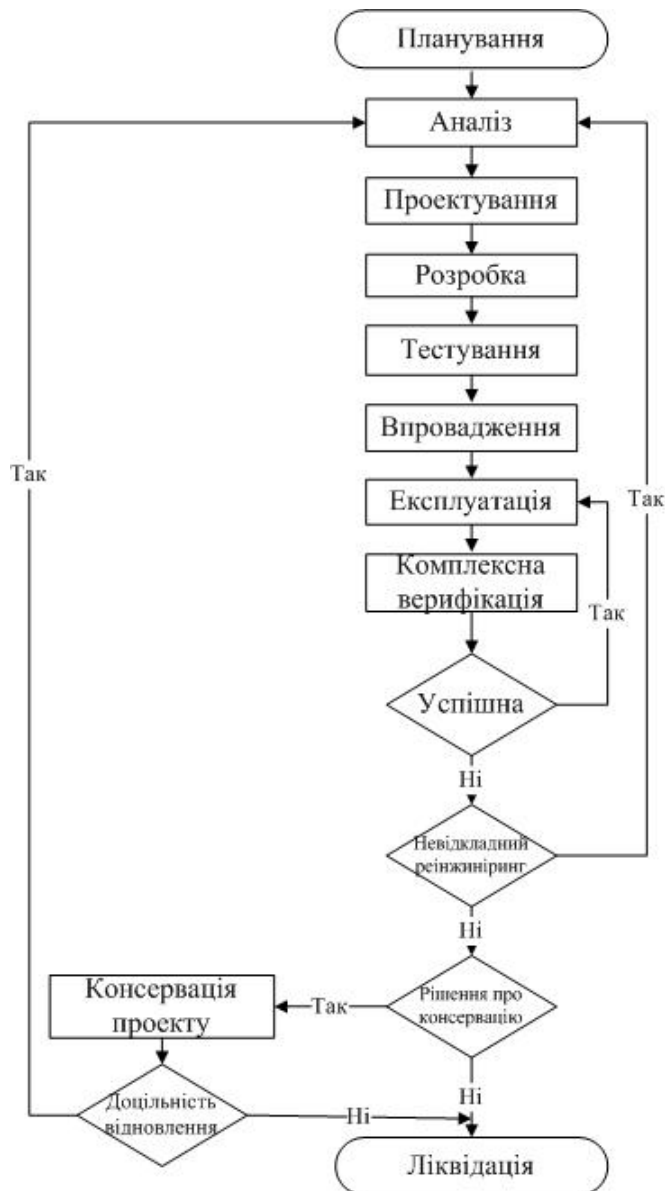 Планування
Аналіз
Проектування
Розробка
Тестування
Впровадження
Так
Так
Експлуатація
Комплексна
верифікація
Так
Успішна
Ні
Невідкладний
реінжиніринг
Ні
Консервація
проекту
Так
Рішення про
консервацію
Ні
Доцільність
відновлення
Ні
Ліквідація